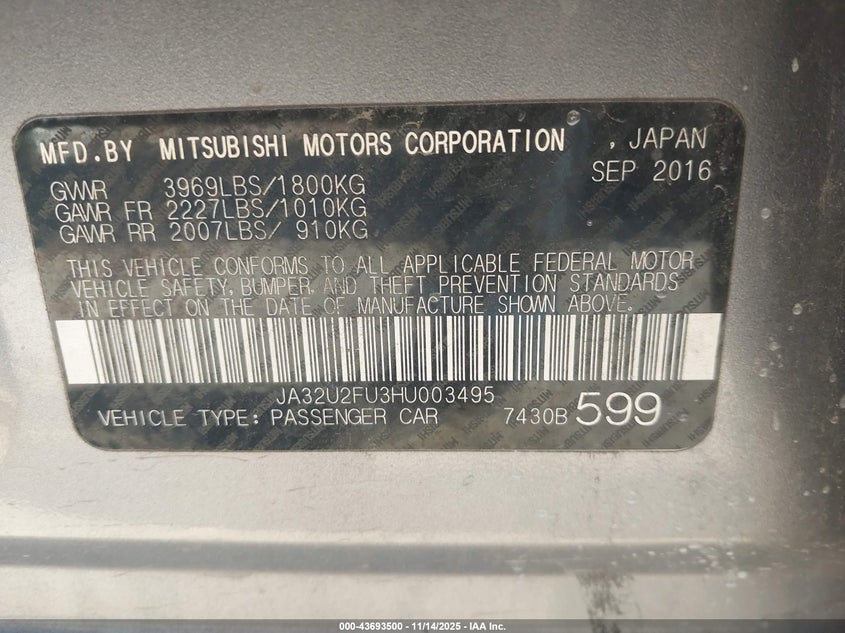 MFD.BY MITSUBISHI MOTORS CORPORATION , JAPAN
SEP 2016
GVWR 3969LBS/1800KG
GAWR FR 2227LBS/1010KG
GAWR RR 2007LBS/ 910KG
THIS VEHICLE CONFORMS TO ALL APPLICABLE FEDERAL MOTOR
VEHICLE SAFETY, BUMPER, AND THEFT PREVENTION STANDARDS
IN EFFECT ON THE DATE OF MANUFACTURE SHOWN ABOVE.
JA32U2FU3HU003495
VEHICLE TYPE: PASSENGER CAR 7430B 599
000-43693500 | 11/14/2025 - IAA Inc.